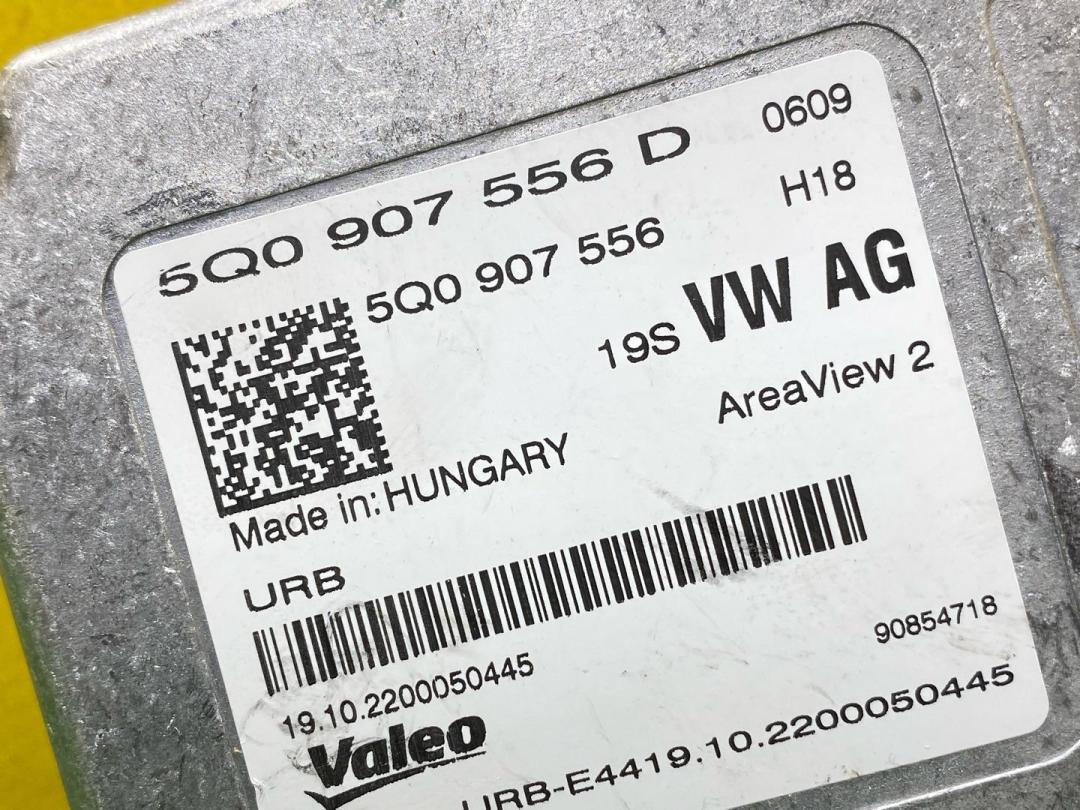 5Q0 907 556 D 0609
5Q0 907 556 H18
19S VW AG
AreaView 2
Made in: HUNGARY
URB
19.10.2200050445 90854718
Valeo
URB-E4419.10.2200050445